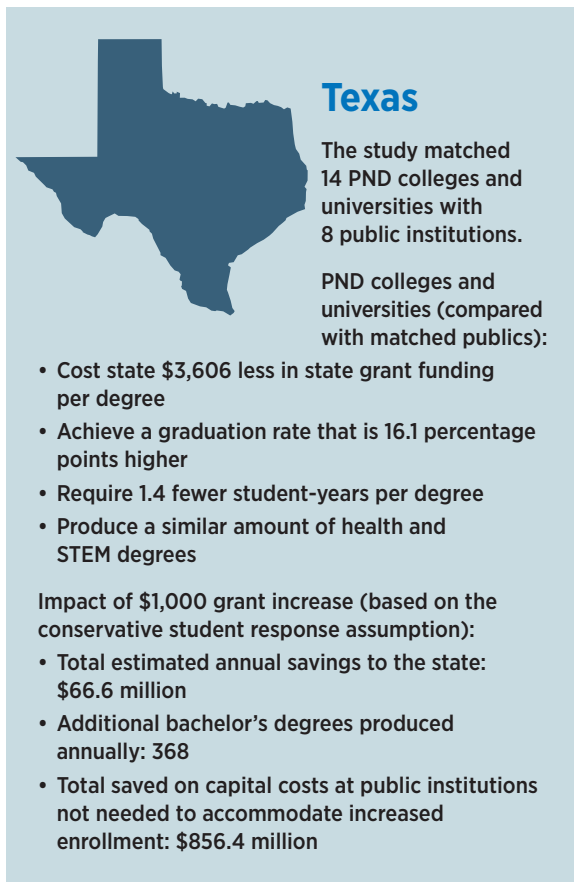 Texas
The study matched
14 PND colleges and
universities with
8 public institutions.
PND colleges and
universities (compared
with matched publics):
• Cost state $3,606 less in state grant funding
per degree
• Achieve a graduation rate that is 16.1 percentage
points higher
• Require 1.4 fewer student-years per degree
• Produce a similar amount of health and
STEM degrees
Impact of $1,000 grant increase (based on the
conservative student response assumption):
• Total estimated annual savings to the state:
$66.6 million
• Additional bachelor’s degrees produced
annually: 368
• Total saved on capital costs at public institutions
not needed to accommodate increased
enrollment: $856.4 million